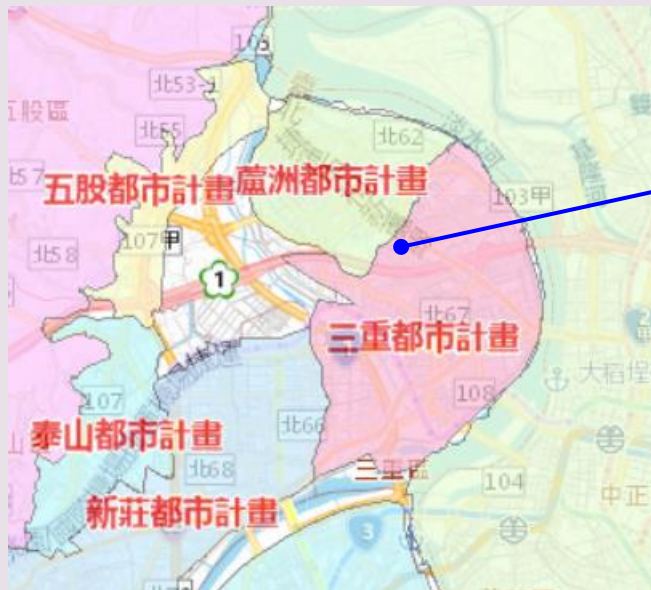 105
北53-1
五股區
北55
北62
淡水河
北57
五股都市計畫
蘆洲都市計畫
103甲
107甲
北58
1
北67
三重都市計畫
107
108
大稻埕
泰山都市計畫
北66
三重區
北68
104
中正
新莊都市計畫
3